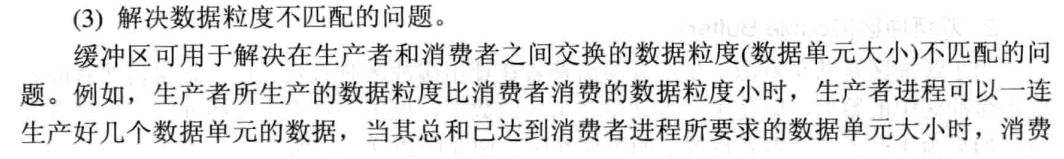 (3) 解决数据粒度不匹配的问题。
缓冲区可用于解决在生产者和消费者之间交换的数据粒度(数据单元大小)不匹配的问
题。例如，生产者所生产的数据粒度比消费者消费的数据粒度小时，生产者进程可以一连
生产好几个数据单元的数据，当其总和已达到消费者进程所要求的数据单元大小时，消费